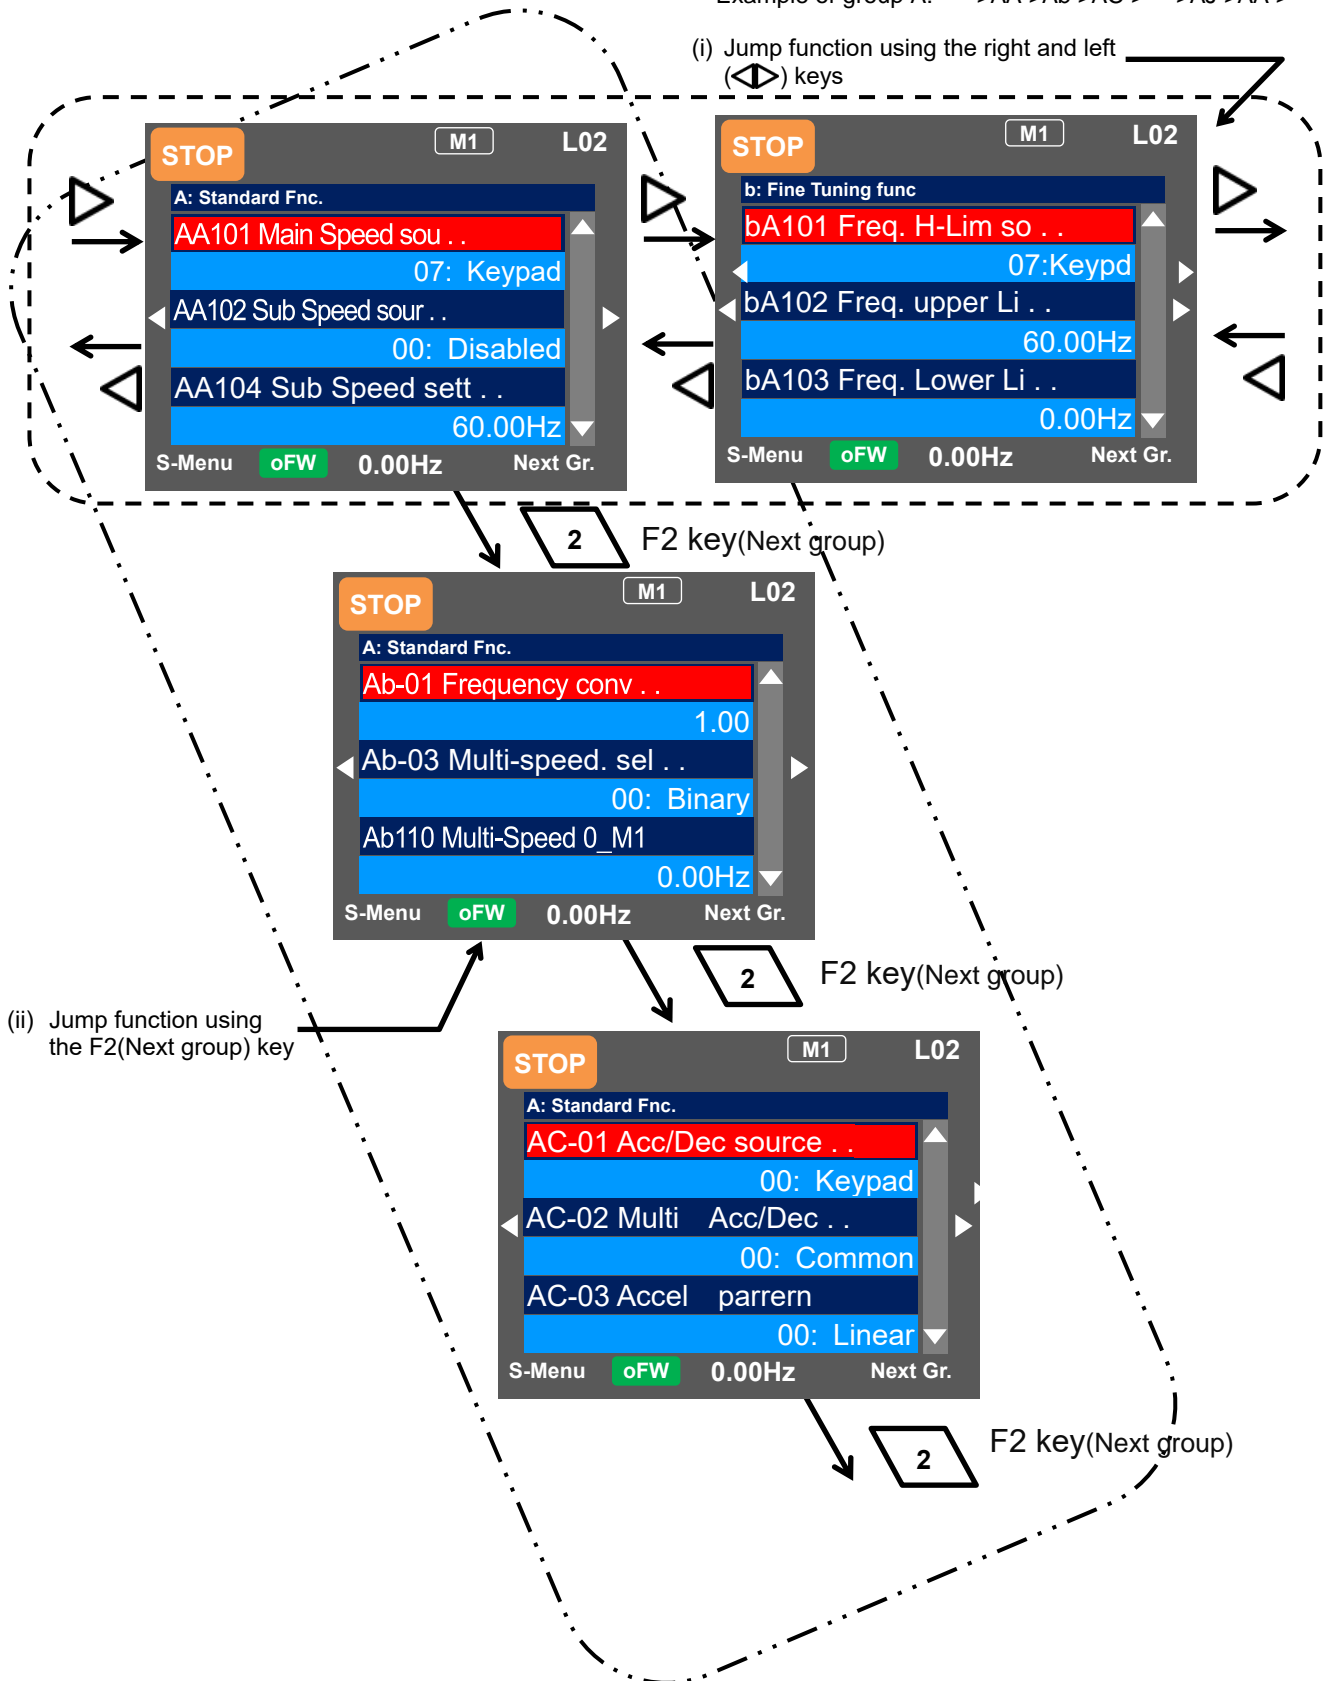 (i) Jump function using the right and left
() keys
STOP M1 L02
A: Standard Fnc.
AA101 Main Speed sou . .
07: Keypad
AA102 Sub Speed sour . .
00: Disabled
AA104 Sub Speed sett . .
60.00Hz
S-Menu oFW 0.00Hz Next Gr.
STOP M1 L02
b: Fine Tuning func
bA101 Freq. H-Lim so . .
07:Keypd
bA102 Freq. upper Li . .
60.00Hz
bA103 Freq. Lower Li . .
0.00Hz
S-Menu oFW 0.00Hz Next Gr.
2 F2 key(Next group)
STOP M1 L02
A: Standard Fnc.
Ab-01 Frequency conv . .
1.00
Ab-03 Multi-speed. sel . .
00: Binary
Ab110 Multi-Speed 0_M1
0.00Hz
S-Menu oFW 0.00Hz Next Gr.
2 F2 key(Next group)
(ii) Jump function using
the F2(Next group) key
STOP M1 L02
A: Standard Fnc.
AC-01 Acc/Dec source . .
00: Keypad
AC-02 Multi Acc/Dec . .
00: Common
AC-03 Accel parrern
00: Linear
S-Menu oFW 0.00Hz Next Gr.
2 F2 key(Next group)